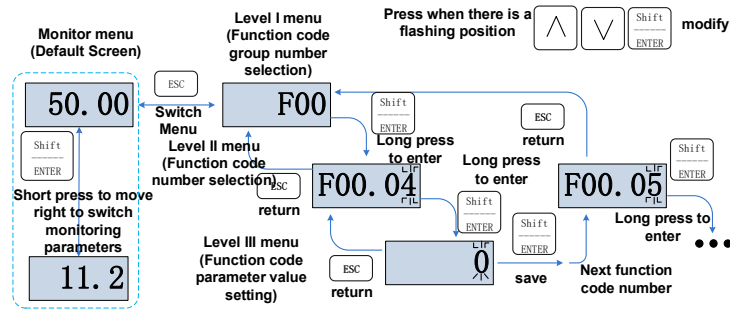 Monitor menu
(Default Screen)
50.00
Shift
ENTER
Short press to move
right to switch
monitoring
parameters
11.2
ESC
Switch
Menu
Level I menu
(Function code
group number
selection)
F00
Shift
ENTER
Long press
to enter
Level II menu
(Function code
number selection)
ESC
return
F00.04
Long press
to enter
Shift
ENTER
Level III menu
(Function code
parameter value
setting)
ESC
return
0
Shift
ENTER
save
Next function
code number
ESC
return
F00.05
Shift
ENTER
Long press to
enter
Press when there is a
flashing position
Shift
ENTER
modify